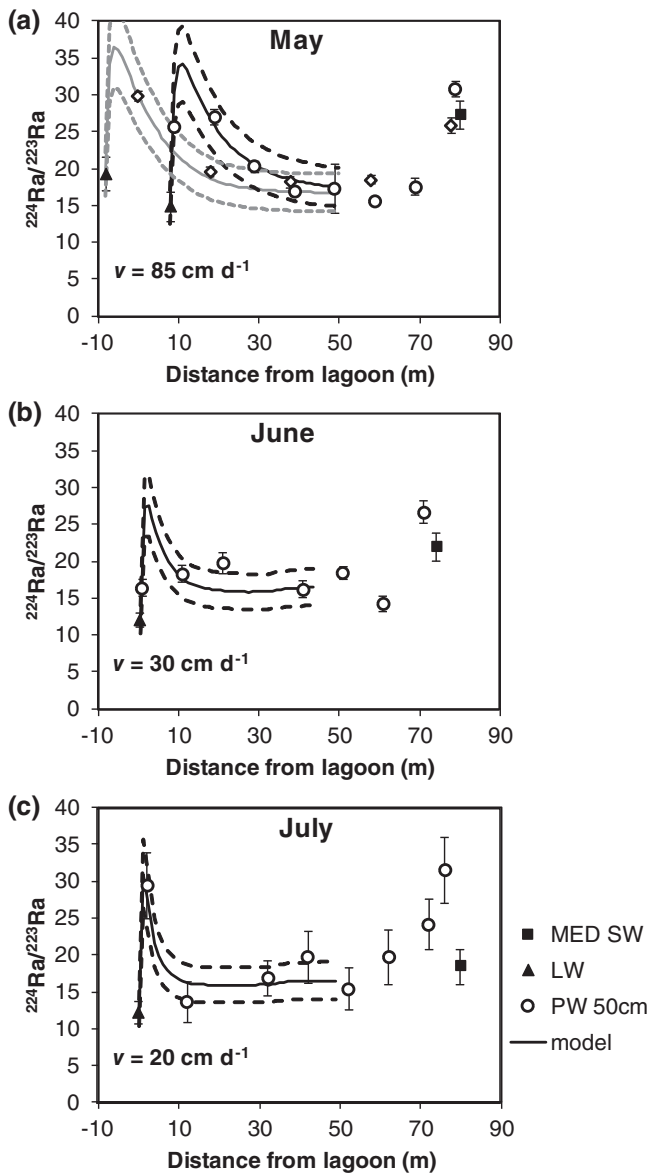 (a)
May
40
35
30
25
20
15
10
5
0
²²⁴Ra/²²³Ra
v = 85 cm d⁻¹
-10 10 30 50 70 90
Distance from lagoon (m)
(b)
June
40
35
30
25
20
15
10
5
0
²²⁴Ra/²²³Ra
v = 30 cm d⁻¹
-10 10 30 50 70 90
Distance from lagoon (m)
(c)
July
40
35
30
25
20
15
10
5
0
²²⁴Ra/²²³Ra
v = 20 cm d⁻¹
-10 10 30 50 70 90
Distance from lagoon (m)
MED SW
LW
PW 50cm
model